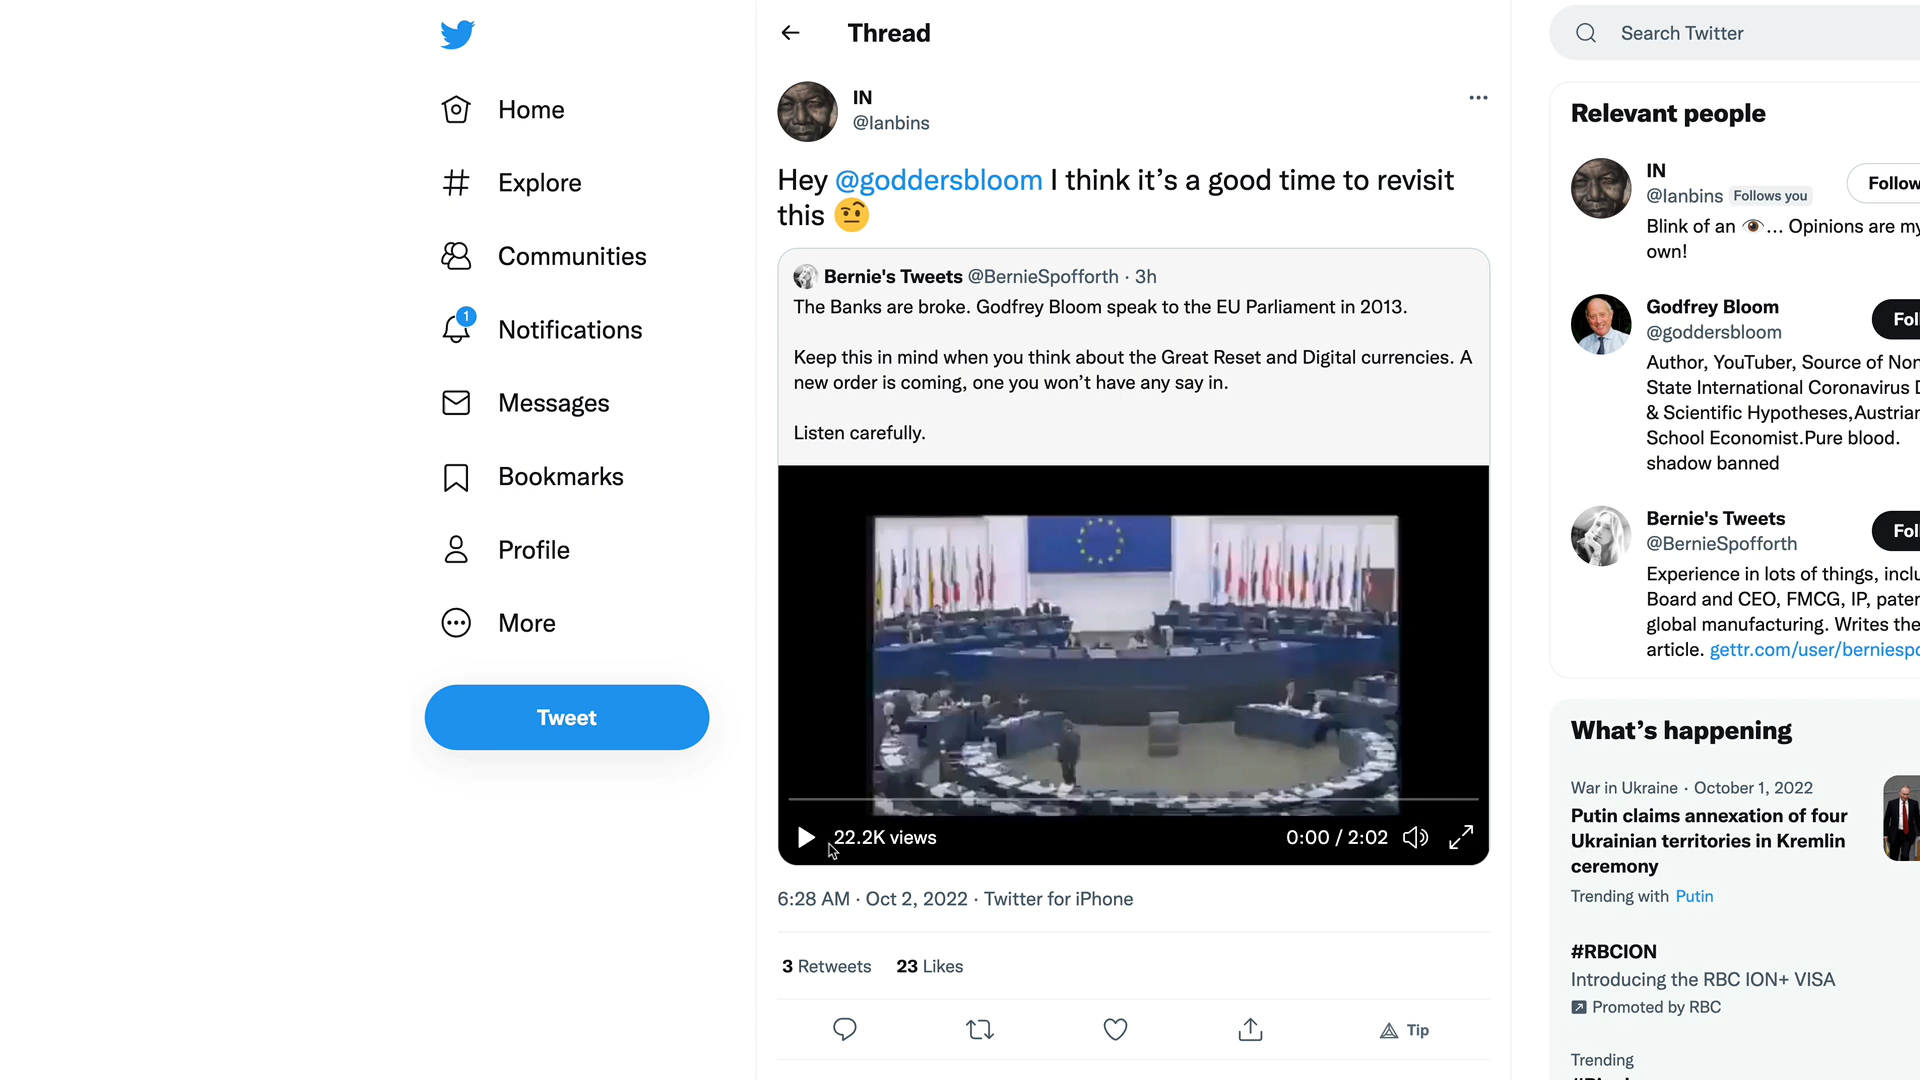 Thread
Search Twitter
Home
Explore
Communities
1
Notifications
Messages
Bookmarks
Profile
More
Tweet
IN
@Ianbins
Hey @goddersbloom I think it’s a good time to revisit
this 🤨
Bernie's Tweets @BernieSpofforth · 3h
The Banks are broke. Godfrey Bloom speak to the EU Parliament in 2013.
Keep this in mind when you think about the Great Reset and Digital currencies. A
new order is coming, one you won’t have any say in.
Listen carefully.
22.2K views
0:00 / 2:02
6:28 AM · Oct 2, 2022 · Twitter for iPhone
3 Retweets 23 Likes
Tip
Relevant people
IN
@Ianbins Follows you
Follow
Blink of an 👁... Opinions are my
own!
Godfrey Bloom
@goddersbloom
Fol
Author, YouTuber, Source of Non
State International Coronavirus D
& Scientific Hypotheses,Austrian
School Economist.Pure blood.
shadow banned
Bernie's Tweets
@BernieSpofforth
Fol
Experience in lots of things, inclu
Board and CEO, FMCG, IP, paten
global manufacturing. Writes the
article. gettr.com/user/berniespo
What’s happening
War in Ukraine · October 1, 2022
Putin claims annexation of four
Ukrainian territories in Kremlin
ceremony
Trending with Putin
#RBCION
Introducing the RBC ION+ VISA
Promoted by RBC
Trending